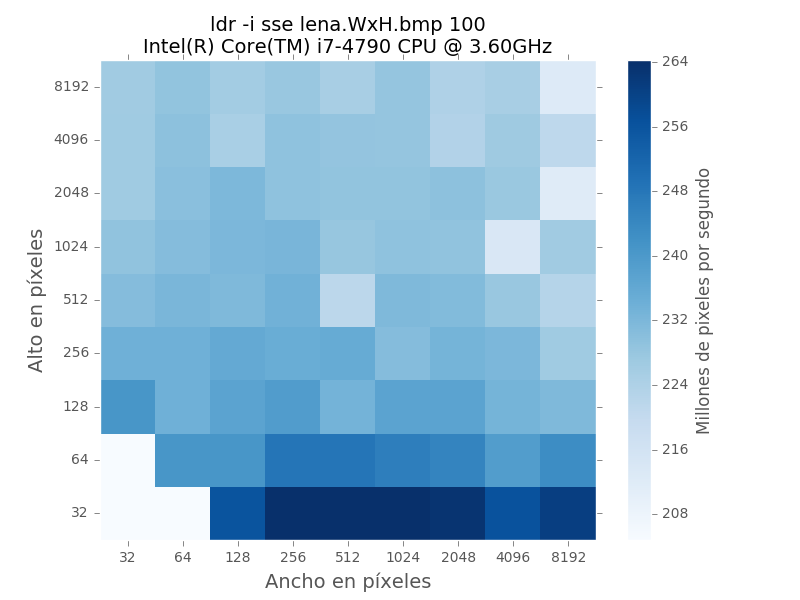 ldr -i sse lena.WxH.bmp 100
Intel(R) Core(TM) i7-4790 CPU @ 3.60GHz
Alto en píxeles
8192
4096
2048
1024
512
256
128
64
32
32 64 128 256 512 1024 2048 4096 8192
Ancho en píxeles
264
256
248
240
232
224
216
208
Millones de pixeles por segundo